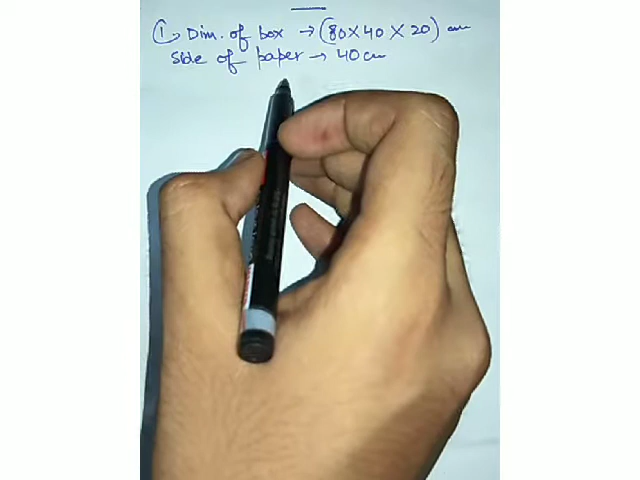 ①, Dim. of box → (80 X 40 X 20) cm
Side of paper → 40 cm